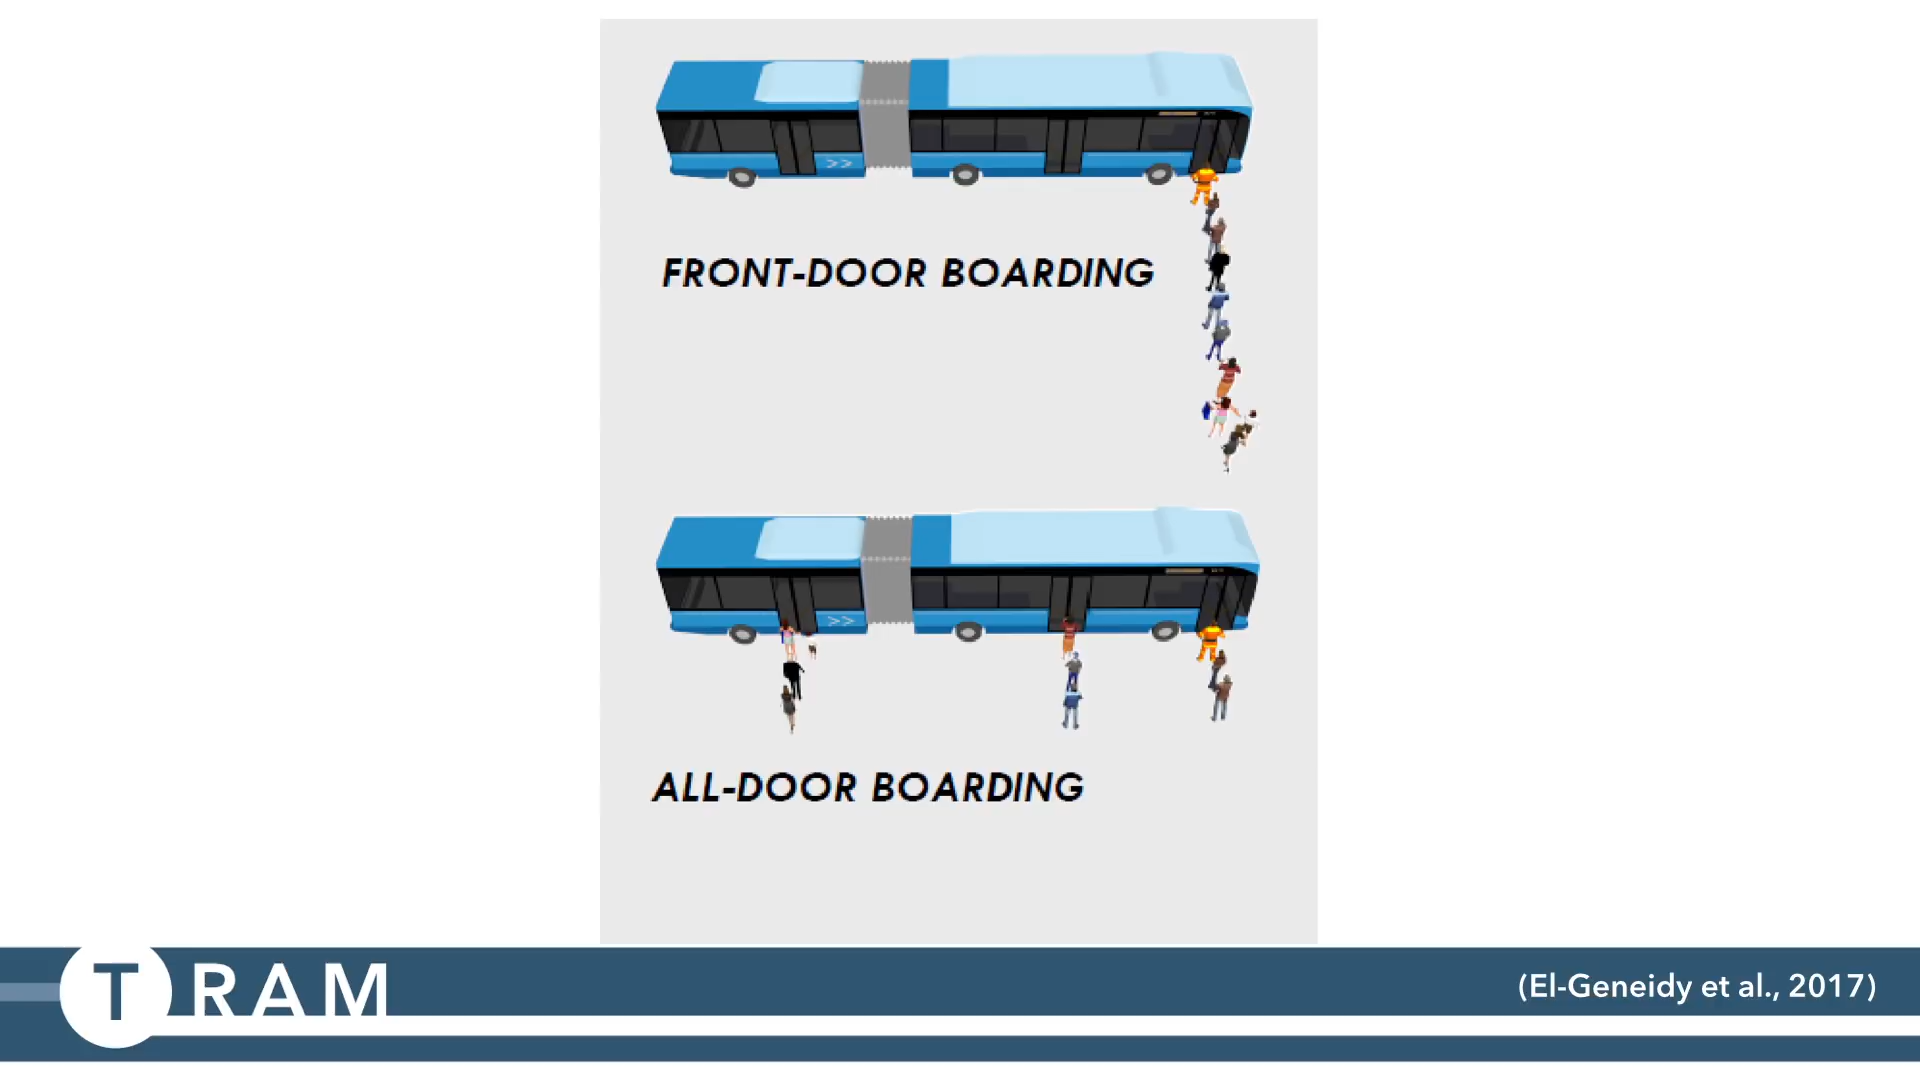 FRONT-DOOR BOARDING
ALL-DOOR BOARDING
TRAM
(El-Geneidy et al., 2017)